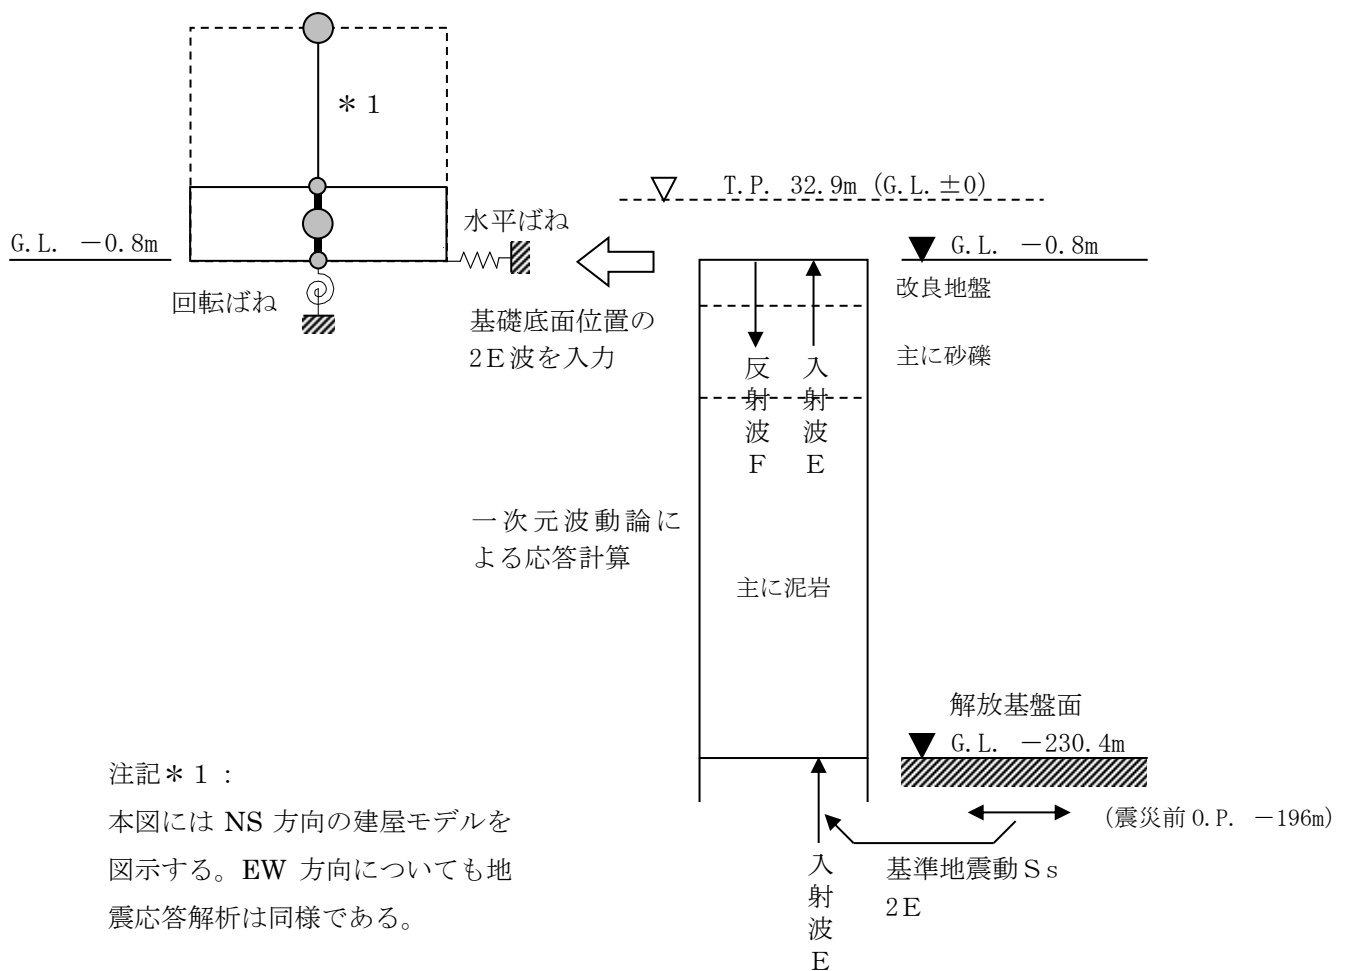 ＊1
T.P. 32.9m (G.L.±0)
水平ばね
G.L. －0.8m
G.L. －0.8m
改良地盤
回転ばね
基礎底面位置の
2E波を入力
主に砂礫
反射波F
入射波E
一次元波動論に
よる応答計算
主に泥岩
解放基盤面
G.L. －230.4m
(震災前O.P. －196m)
基準地震動Ss
2E
入射波E
注記＊1：
本図には NS 方向の建屋モデルを
図示する。EW 方向についても地
震応答解析は同様である。